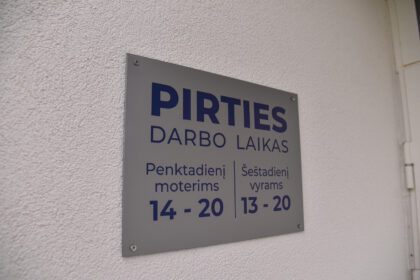 PIRTIES
DARBO LAIKAS
Penktadienį
moterims
14 - 20
Šeštadienį
vyrams
13 - 20